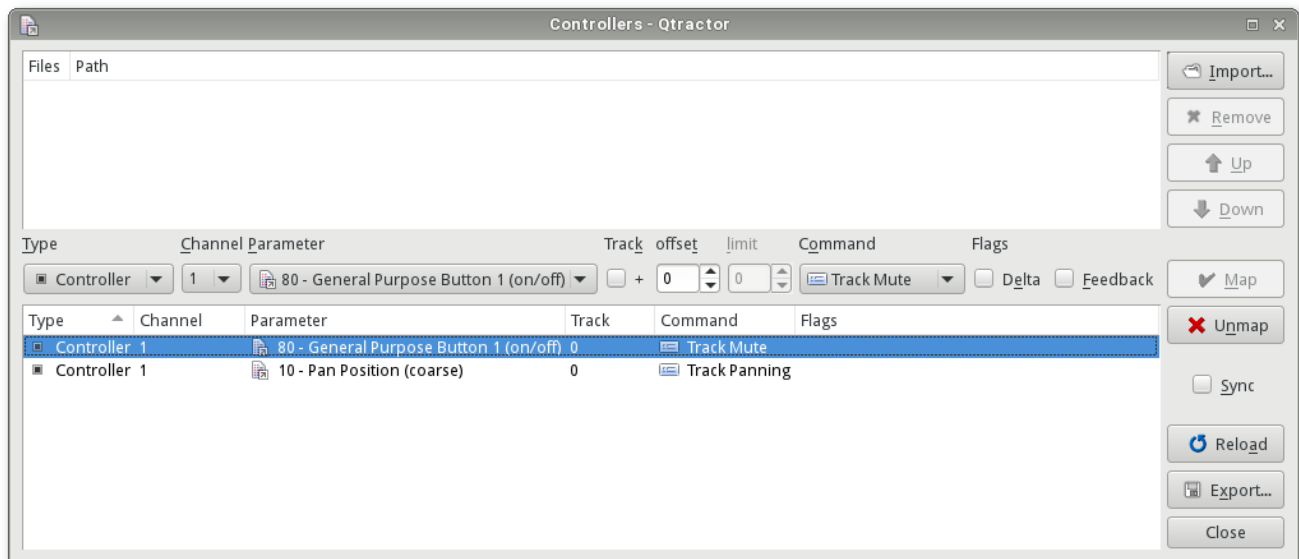 Controllers - Qtractor
Files Path
Import...
Remove
Up
Down
Type Channel Parameter Track offset limit Command Flags
Controller 1 80 - General Purpose Button 1 (on/off) + 0 0 Track Mute Delta Feedback Map
Type Channel Parameter Track Command Flags
Unmap
Controller 1 80 - General Purpose Button 1 (on/off) 0 Track Mute
Controller 1 10 - Pan Position (coarse) 0 Track Panning
Sync
Reload
Export...
Close